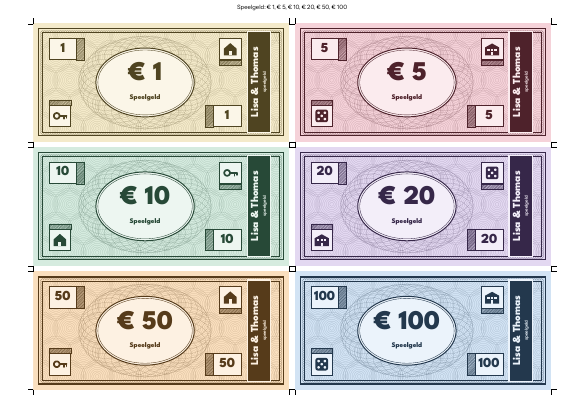 Speelgeld: € 1, € 5, € 10, € 20, € 50, € 100
1
€ 1
Speelgeld
1
Lisa & Thomas
speelgeld
5
€ 5
Speelgeld
5
Lisa & Thomas
speelgeld
10
€ 10
Speelgeld
10
Lisa & Thomas
speelgeld
20
€ 20
Speelgeld
20
Lisa & Thomas
speelgeld
50
€ 50
Speelgeld
50
Lisa & Thomas
speelgeld
100
€ 100
Speelgeld
100
Lisa & Thomas
speelgeld